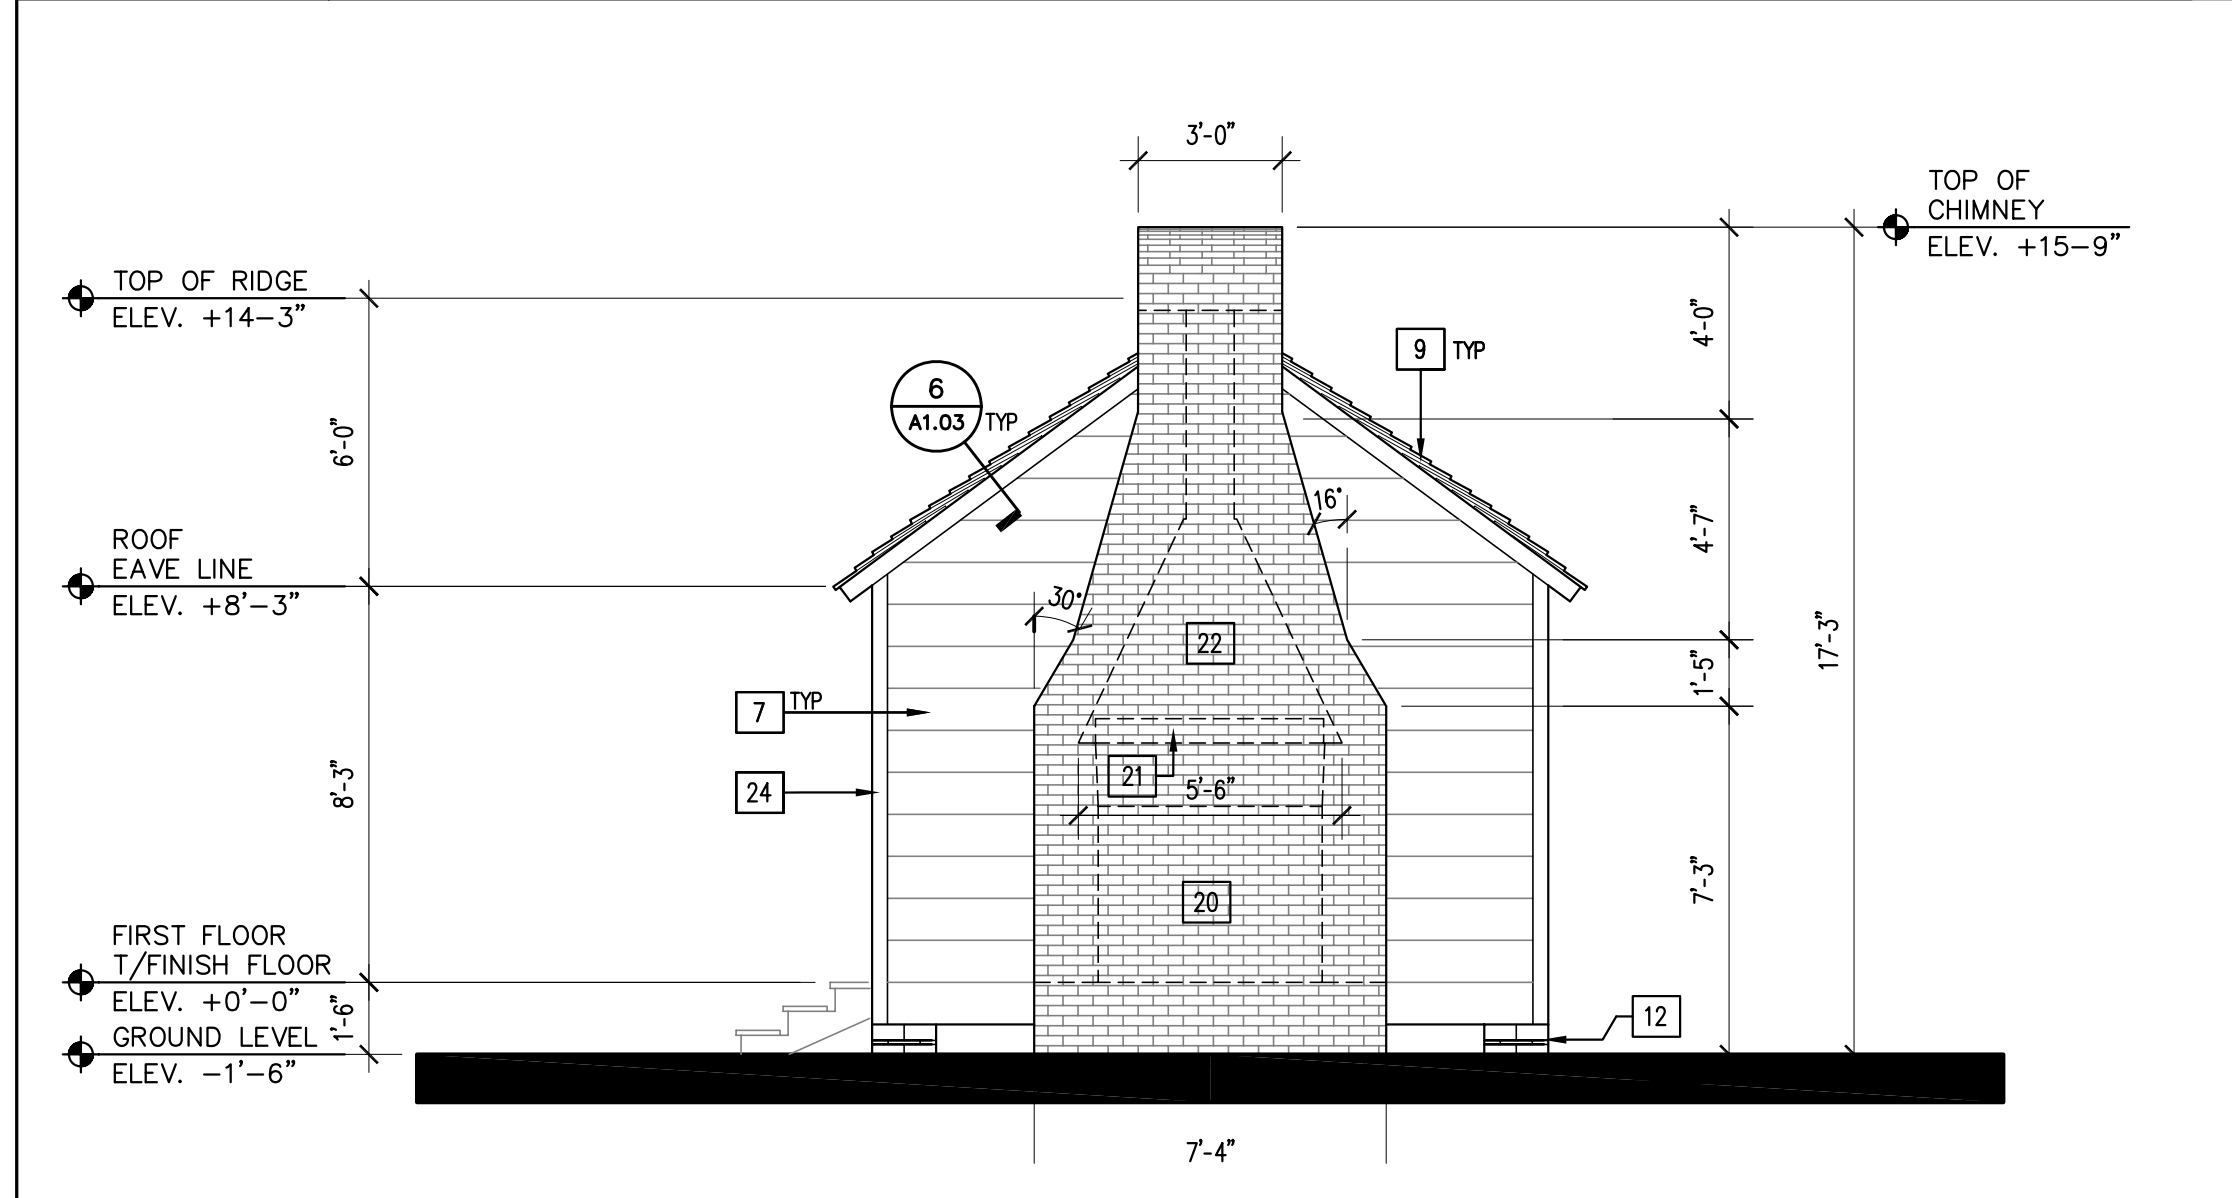 3'-0"
TOP OF
CHIMNEY
ELEV. +15-9"
TOP OF RIDGE
ELEV. +14-3"
4'-0"
9 TYP
6
A1.03 TYP
6'-0"
16°
4'-7"
ROOF
EAVE LINE
ELEV. +8'-3"
30°
22
17'-3"
1'-5"
7 TYP
21
5'-6"
24
8'-3"
7'-3"
20
FIRST FLOOR
T/FINISH FLOOR
ELEV. +0'-0"
1'-6"
12
GROUND LEVEL
ELEV. -1'-6"
7'-4"